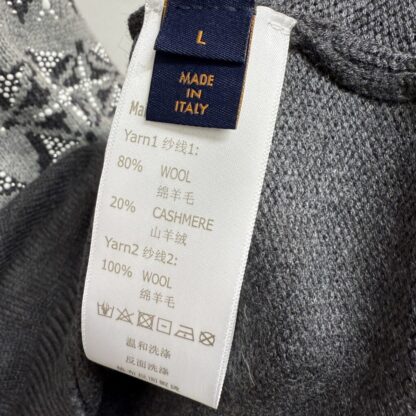 L
MADE
IN
ITALY
Ma
Yarn1 纱线1:
80% WOOL
绵羊毛
20% CASHMERE
山羊绒
Yarn2 纱线2:
100% WOOL
绵羊毛
温和洗涤
反面洗涤